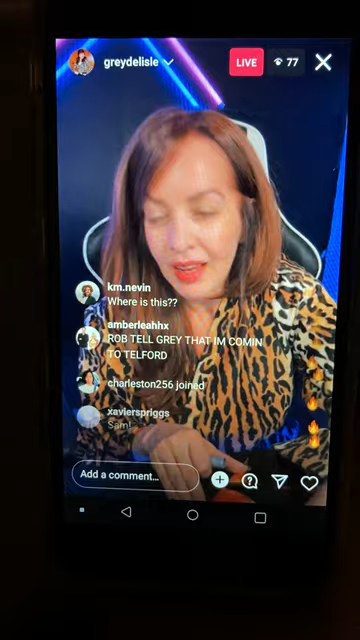 greydelisle
LIVE
77
km.nevin
Where is this??
amberleahhx
ROB TELL GREY THAT IM COMIN
TO TELFORD
charleston256 joined
xavierspriggs
Sam!
Add a comment...